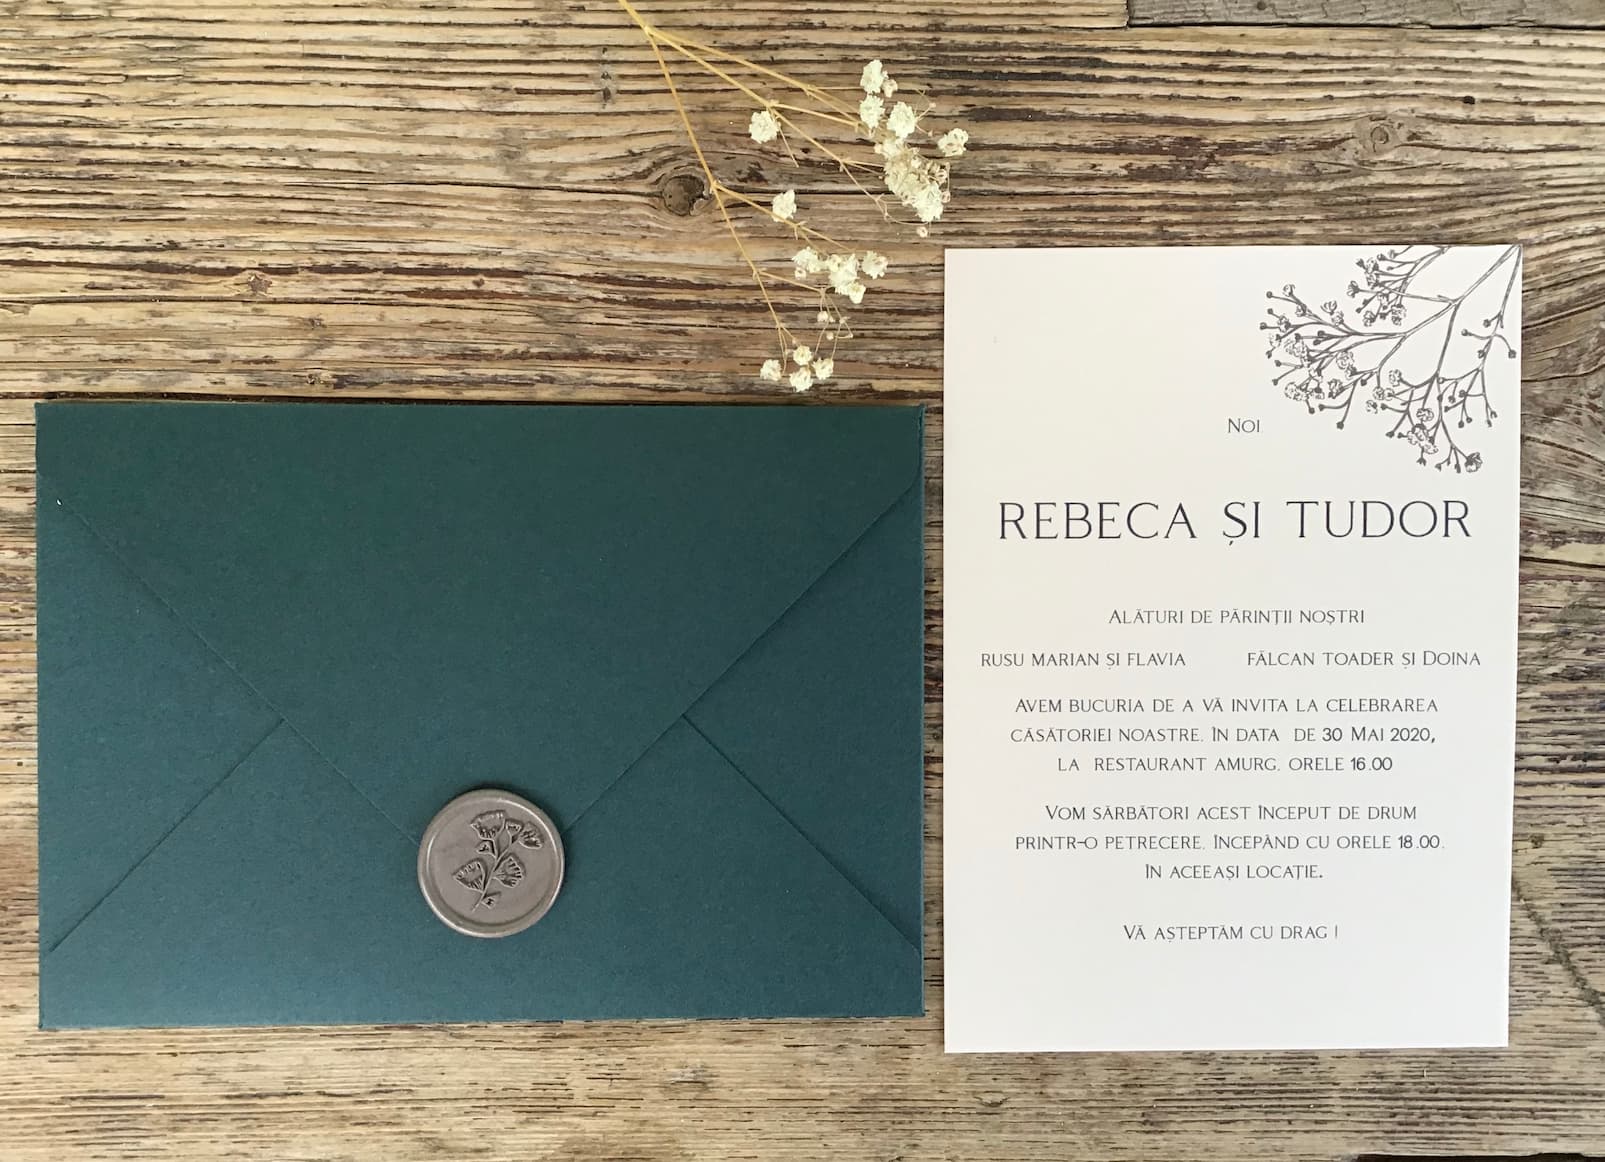 Noi
REBECA ȘI TUDOR
Alături de părinții noștri
RUSU MARIAN ȘI FLAVIA FĂLCAN TOADER ȘI DOINA
AVEM BUCURIA DE A VĂ INVITA LA CELEBRAREA
CĂSĂTORIEI NOASTRE, ÎN DATA DE 30 MAI 2020,
LA RESTAURANT AMURG, ORELE 16.00
VOM SĂRBĂTORI ACEST ÎNCEPUT DE DRUM
PRINTR-O PETRECERE, ÎNCEPÂND CU ORELE 18.00,
ÎN ACEEAȘI LOCAȚIE.
VĂ AȘTEPTĂM CU DRAG !